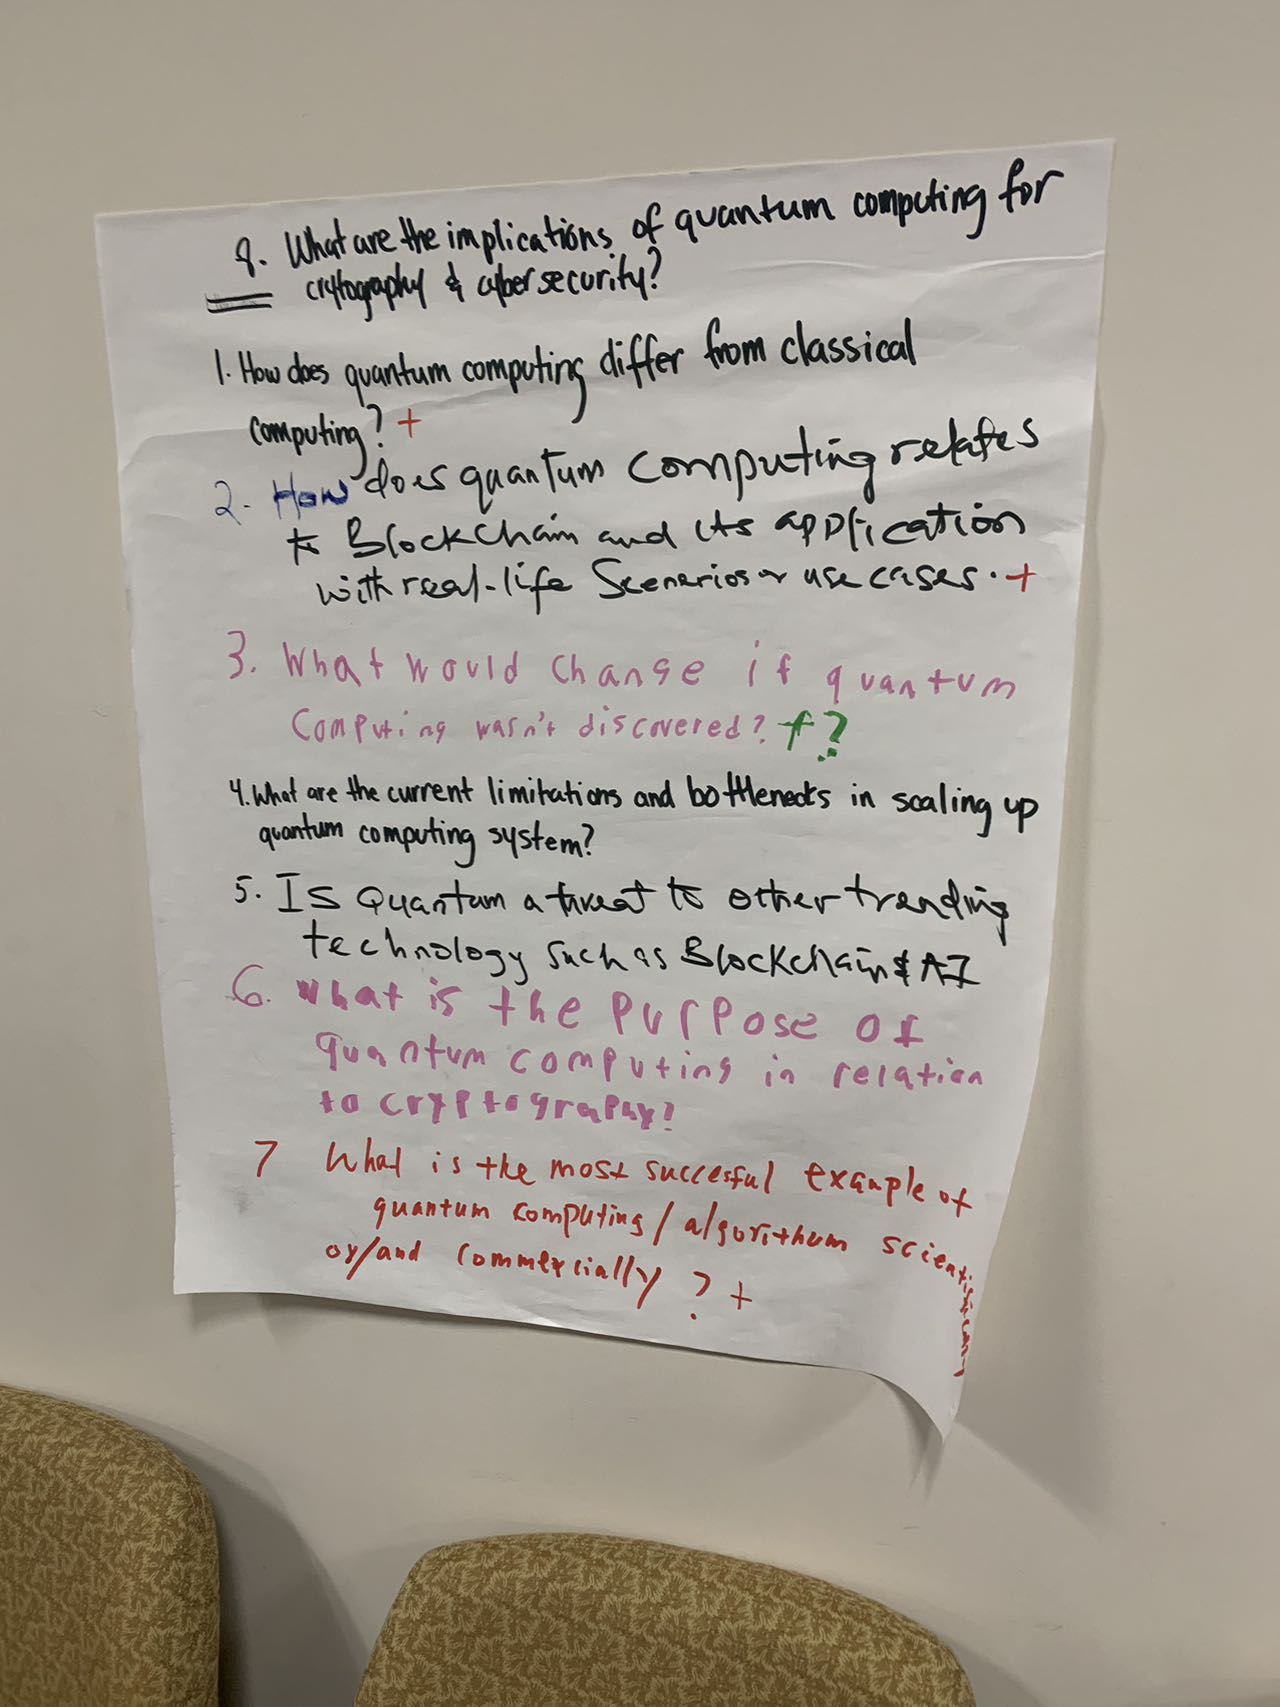 8. What are the implications of quantum computing for
crytography & cybersecurity?
1. How does quantum computing differ from classical
computing? +
2. How does quantum computing relates
to Blockchain and its application
with real-life Scenerios or use cases. +
3. What would change if quantum
computing wasn't discovered? +?
4. What are the current limitations and bottlenecks in scaling up
quantum computing system?
5. Is Quantum a threat to other trending
technology such as Blockchain & AI
6. What is the purpose of
quantum computing in relation
to cryptography?
7 What is the most succesful example of
quantum computing / algorithum scientifically
or/and commercially ? +